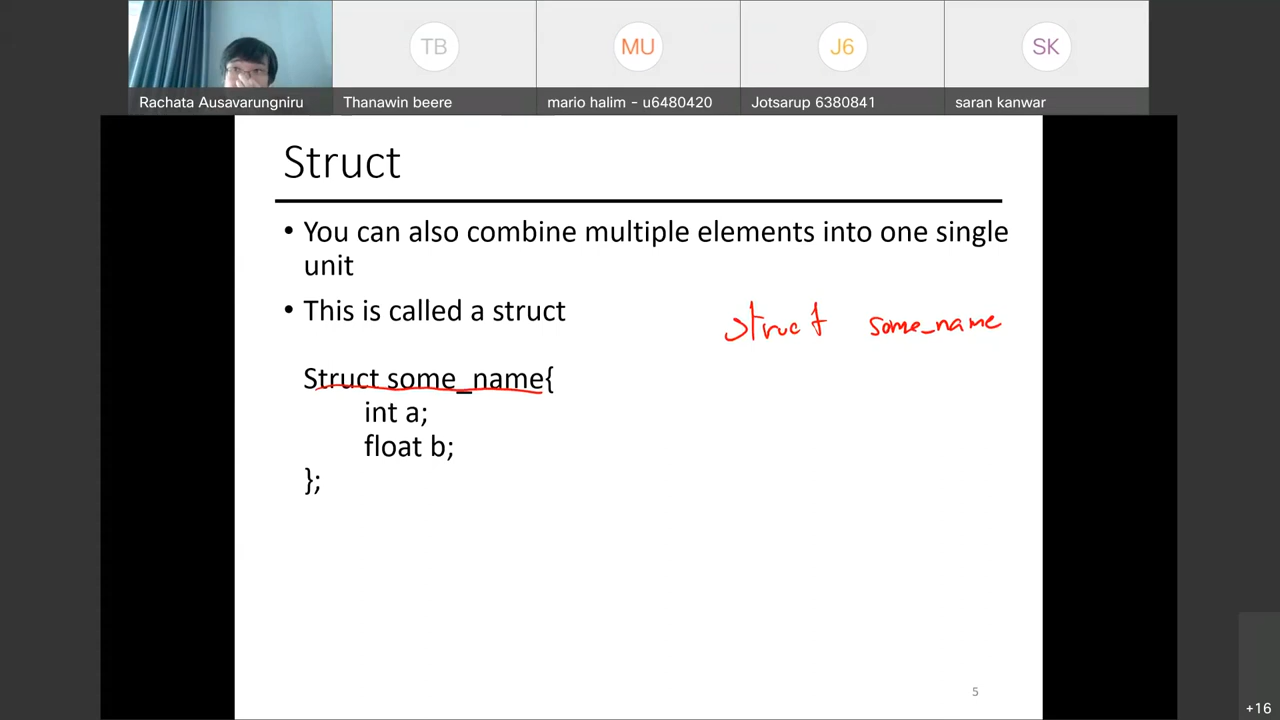 TB
MU
J6
SK
Rachata Ausavarungniru
Thanawin beere
mario halim - u6480420
Jotsarup 6380841
saran kanwar
Struct
• You can also combine multiple elements into one single
unit
• This is called a struct
struct some_name
Struct some_name{
int a;
float b;
};
5
+16